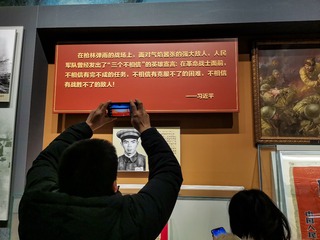 在枪林弹雨的战场上，面对气焰嚣张的强大敌人，人民
军队曾经发出了“三个不相信”的英雄宣言：在革命战士面前，
不相信有完不成的任务，不相信有克服不了的困难，不相信
有战胜不了的敌人！
——习近平